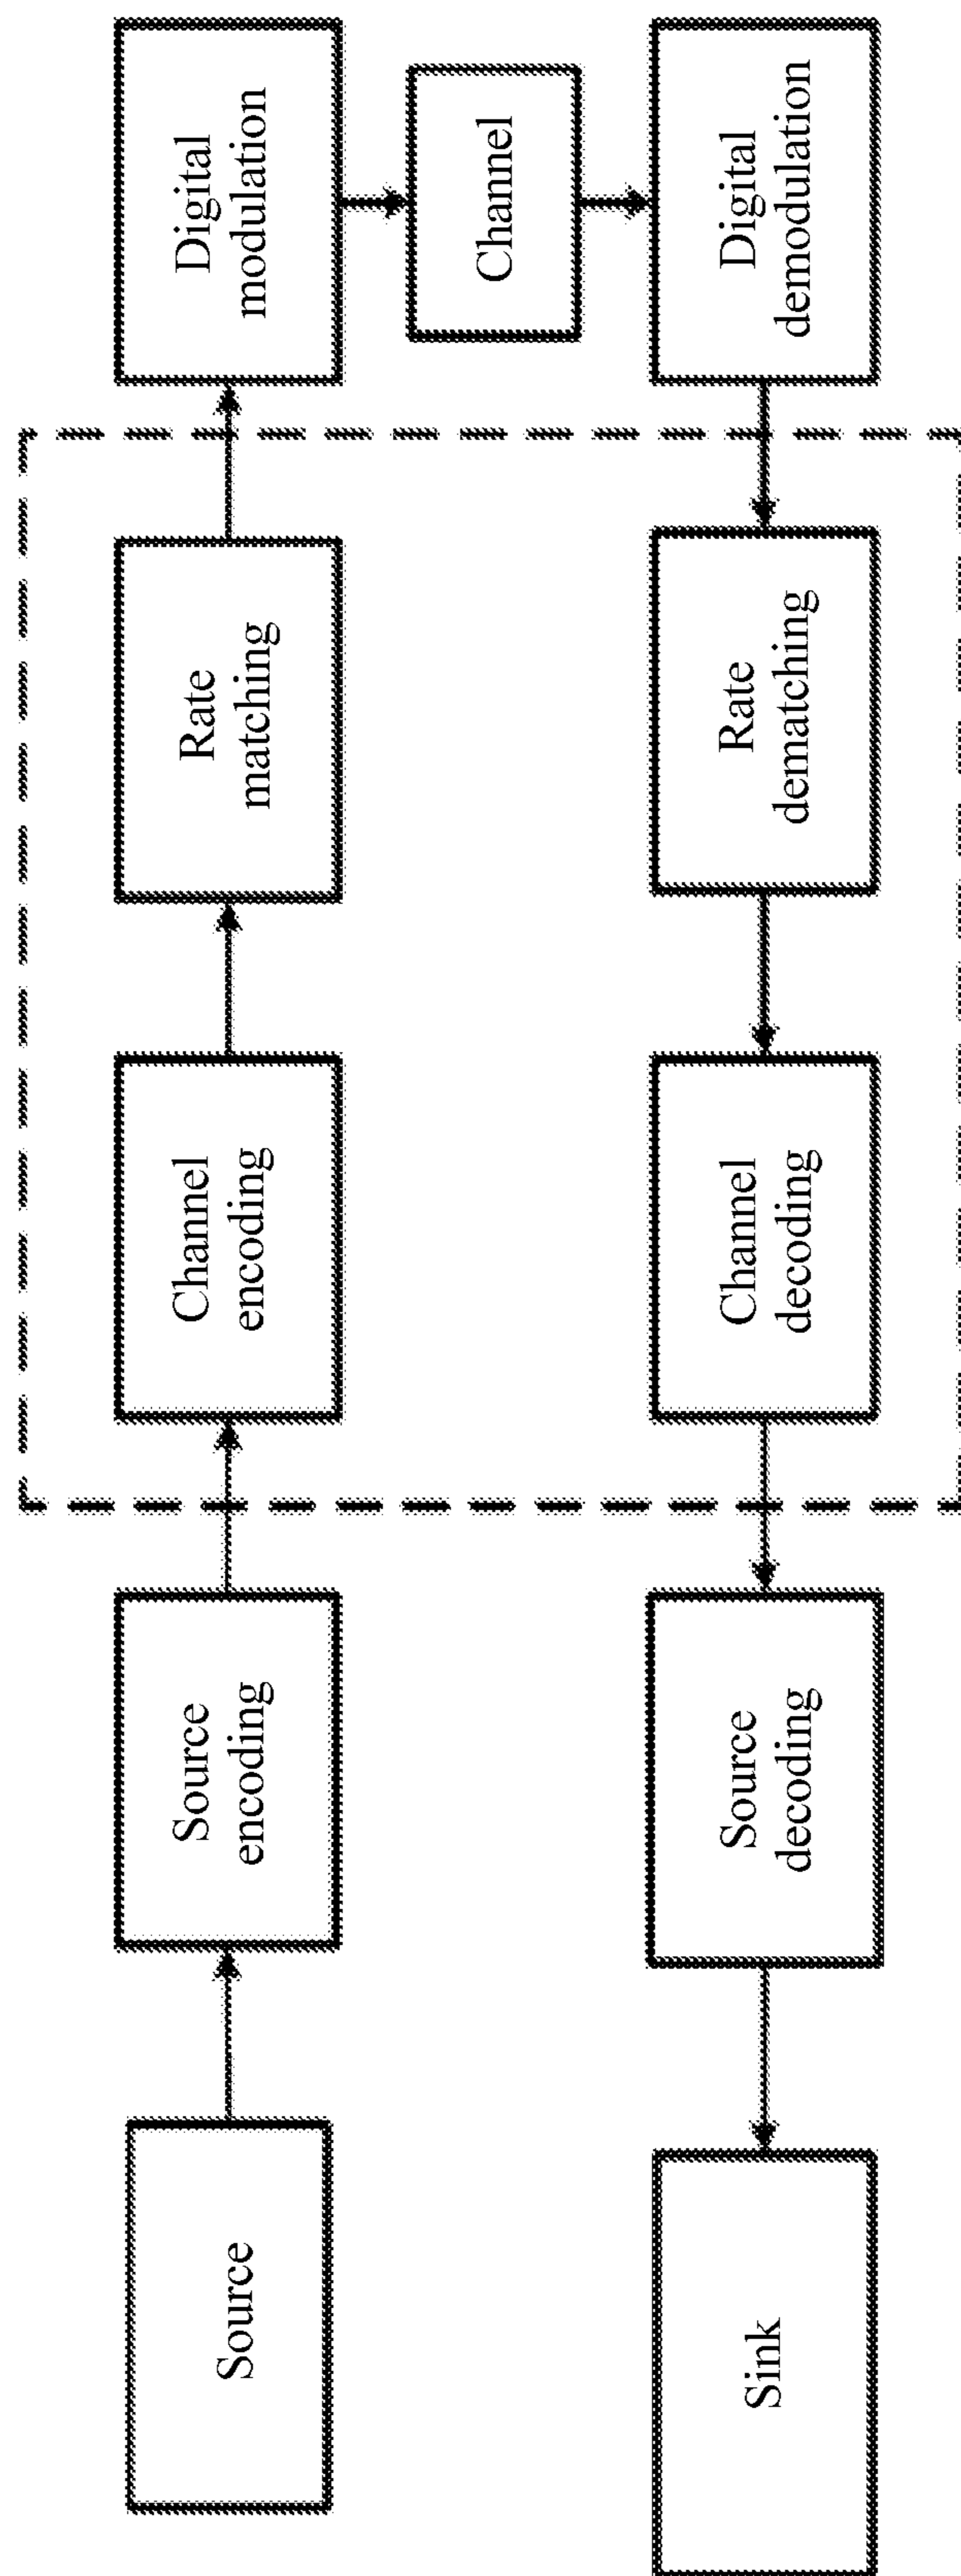 Source
Source
encoding
Channel
encoding
Rate
matching
Digital
modulation
Channel
Digital
demodulation
Rate
dematching
Channel
decoding
Source
decoding
Sink